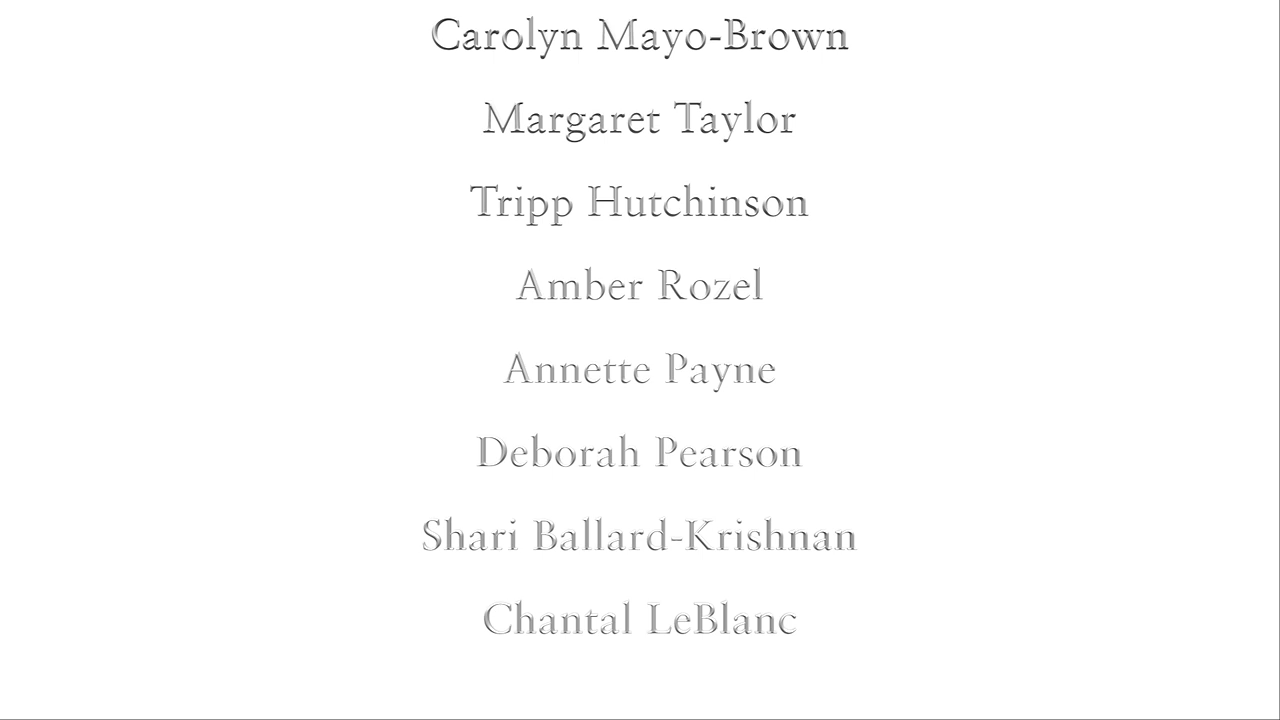 Carolyn Mayo-Brown
Margaret Taylor
Tripp Hutchinson
Amber Rozel
Annette Payne
Deborah Pearson
Shari Ballard-Krishnan
Chantal LeBlanc